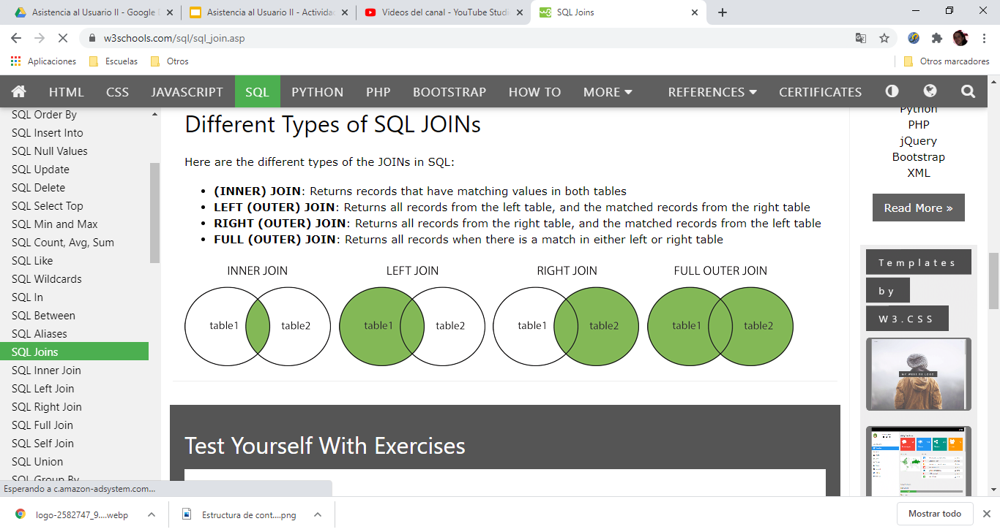 Asistencia al Usuario II - Google D
Asistencia al Usuario II - Actividad
Videos del canal - YouTube Studi
SQL Joins
w3schools.com/sql/sql_join.asp
Aplicaciones
Escuelas
Otros
Otros marcadores
HTML
CSS
JAVASCRIPT
SQL
PYTHON
PHP
BOOTSTRAP
HOW TO
MORE
REFERENCES
CERTIFICATES
SQL Order By
SQL Insert Into
SQL Null Values
SQL Update
SQL Delete
SQL Select Top
SQL Min and Max
SQL Count, Avg, Sum
SQL Like
SQL Wildcards
SQL In
SQL Between
SQL Aliases
SQL Joins
SQL Inner Join
SQL Left Join
SQL Right Join
SQL Full Join
SQL Self Join
SQL Union
SQL Group By
Different Types of SQL JOINs
Here are the different types of the JOINs in SQL:
• (INNER) JOIN: Returns records that have matching values in both tables
• LEFT (OUTER) JOIN: Returns all records from the left table, and the matched records from the right table
• RIGHT (OUTER) JOIN: Returns all records from the right table, and the matched records from the left table
• FULL (OUTER) JOIN: Returns all records when there is a match in either left or right table
INNER JOIN
table1
table2
LEFT JOIN
table1
table2
RIGHT JOIN
table1
table2
FULL OUTER JOIN
table1
table2
Test Yourself With Exercises
Python
PHP
jQuery
Bootstrap
XML
Read More »
Templates
by
W3.CSS
MY WEBSITE LOGO
Esperando a c.amazon-adsystem.com...
logo-2582747_9....webp
Estructura de cont....png
Mostrar todo